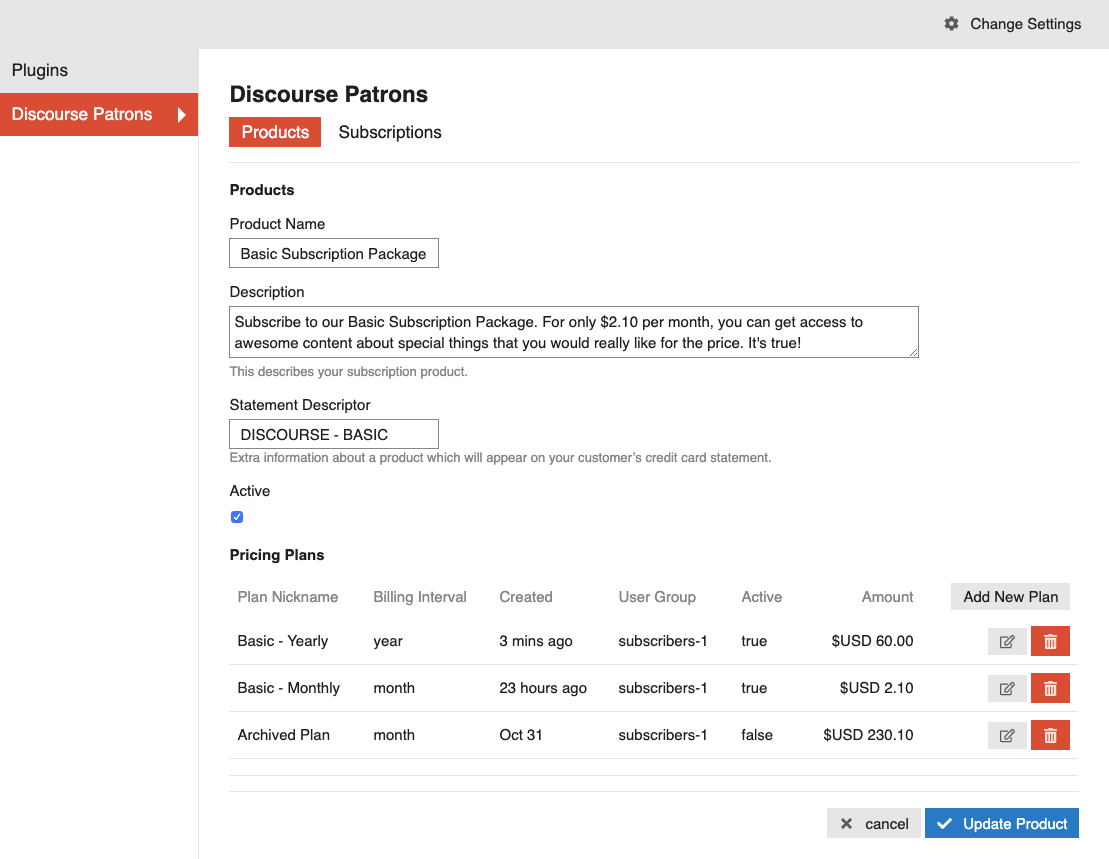 Change Settings
Plugins
Discourse Patrons
Discourse Patrons
Products Subscriptions
Products
Product Name
Basic Subscription Package
Description
Subscribe to our Basic Subscription Package. For only $2.10 per month, you can get access to
awesome content about special things that you would really like for the price. It's true!
This describes your subscription product.
Statement Descriptor
DISCOURSE - BASIC
Extra information about a product which will appear on your customer's credit card statement.
Active
Pricing Plans
Plan Nickname Billing Interval Created User Group Active Amount Add New Plan
Basic - Yearly year 3 mins ago subscribers-1 true $USD 60.00
Basic - Monthly month 23 hours ago subscribers-1 true $USD 2.10
Archived Plan month Oct 31 subscribers-1 false $USD 230.10
cancel Update Product